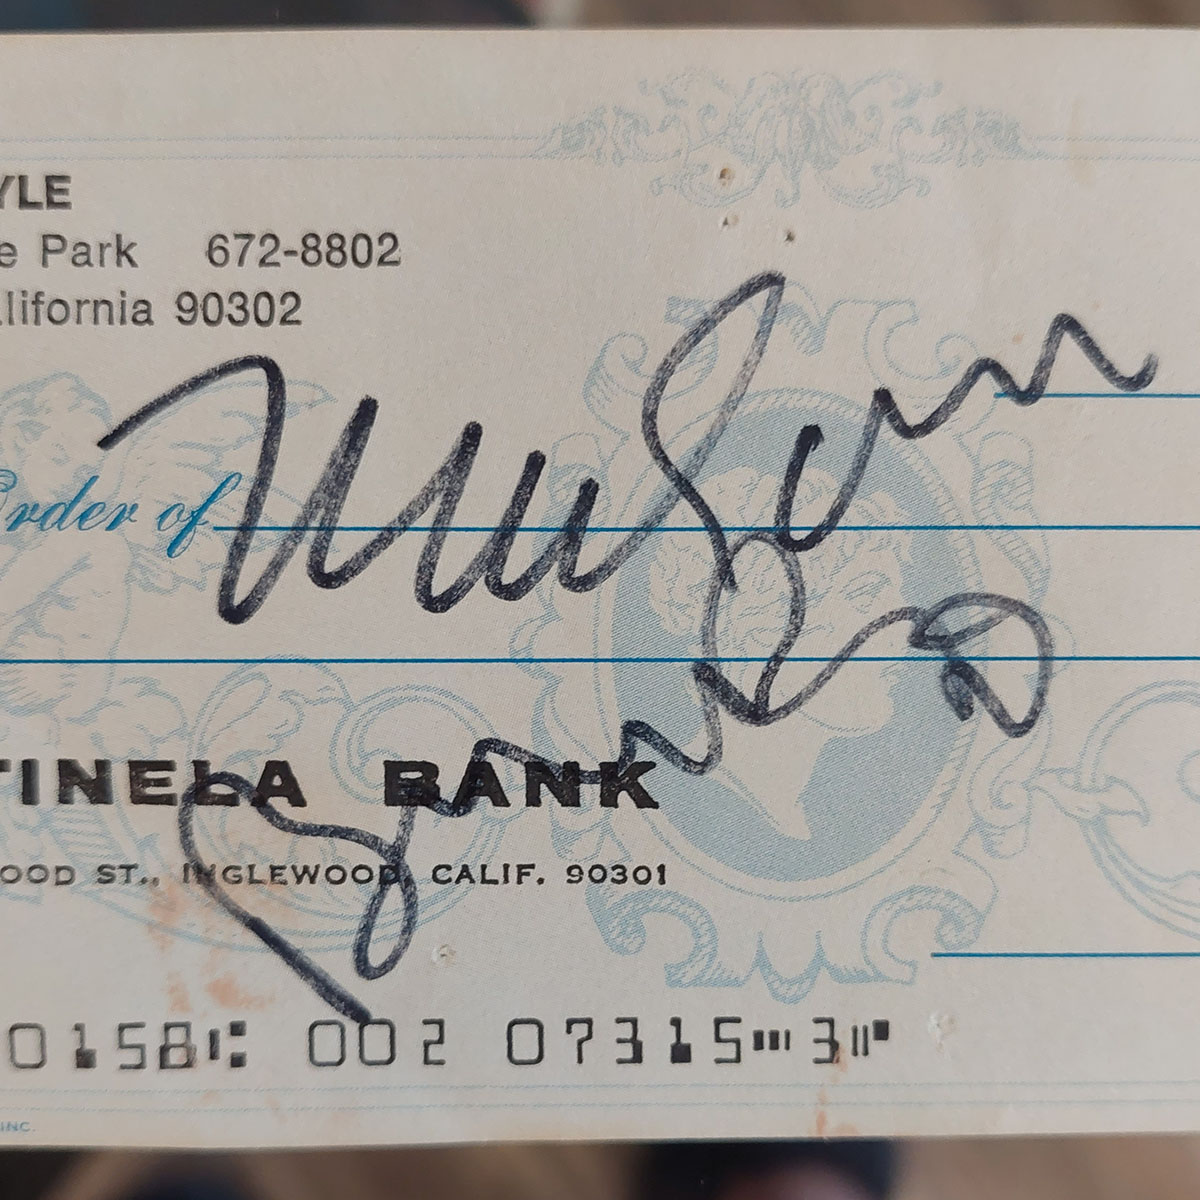 YLE
e Park 672-8802
alifornia 90302
Order of
TINELA BANK
OOD ST., INGLEWOOD, CALIF. 90301
0158 002 07315 3
INC.